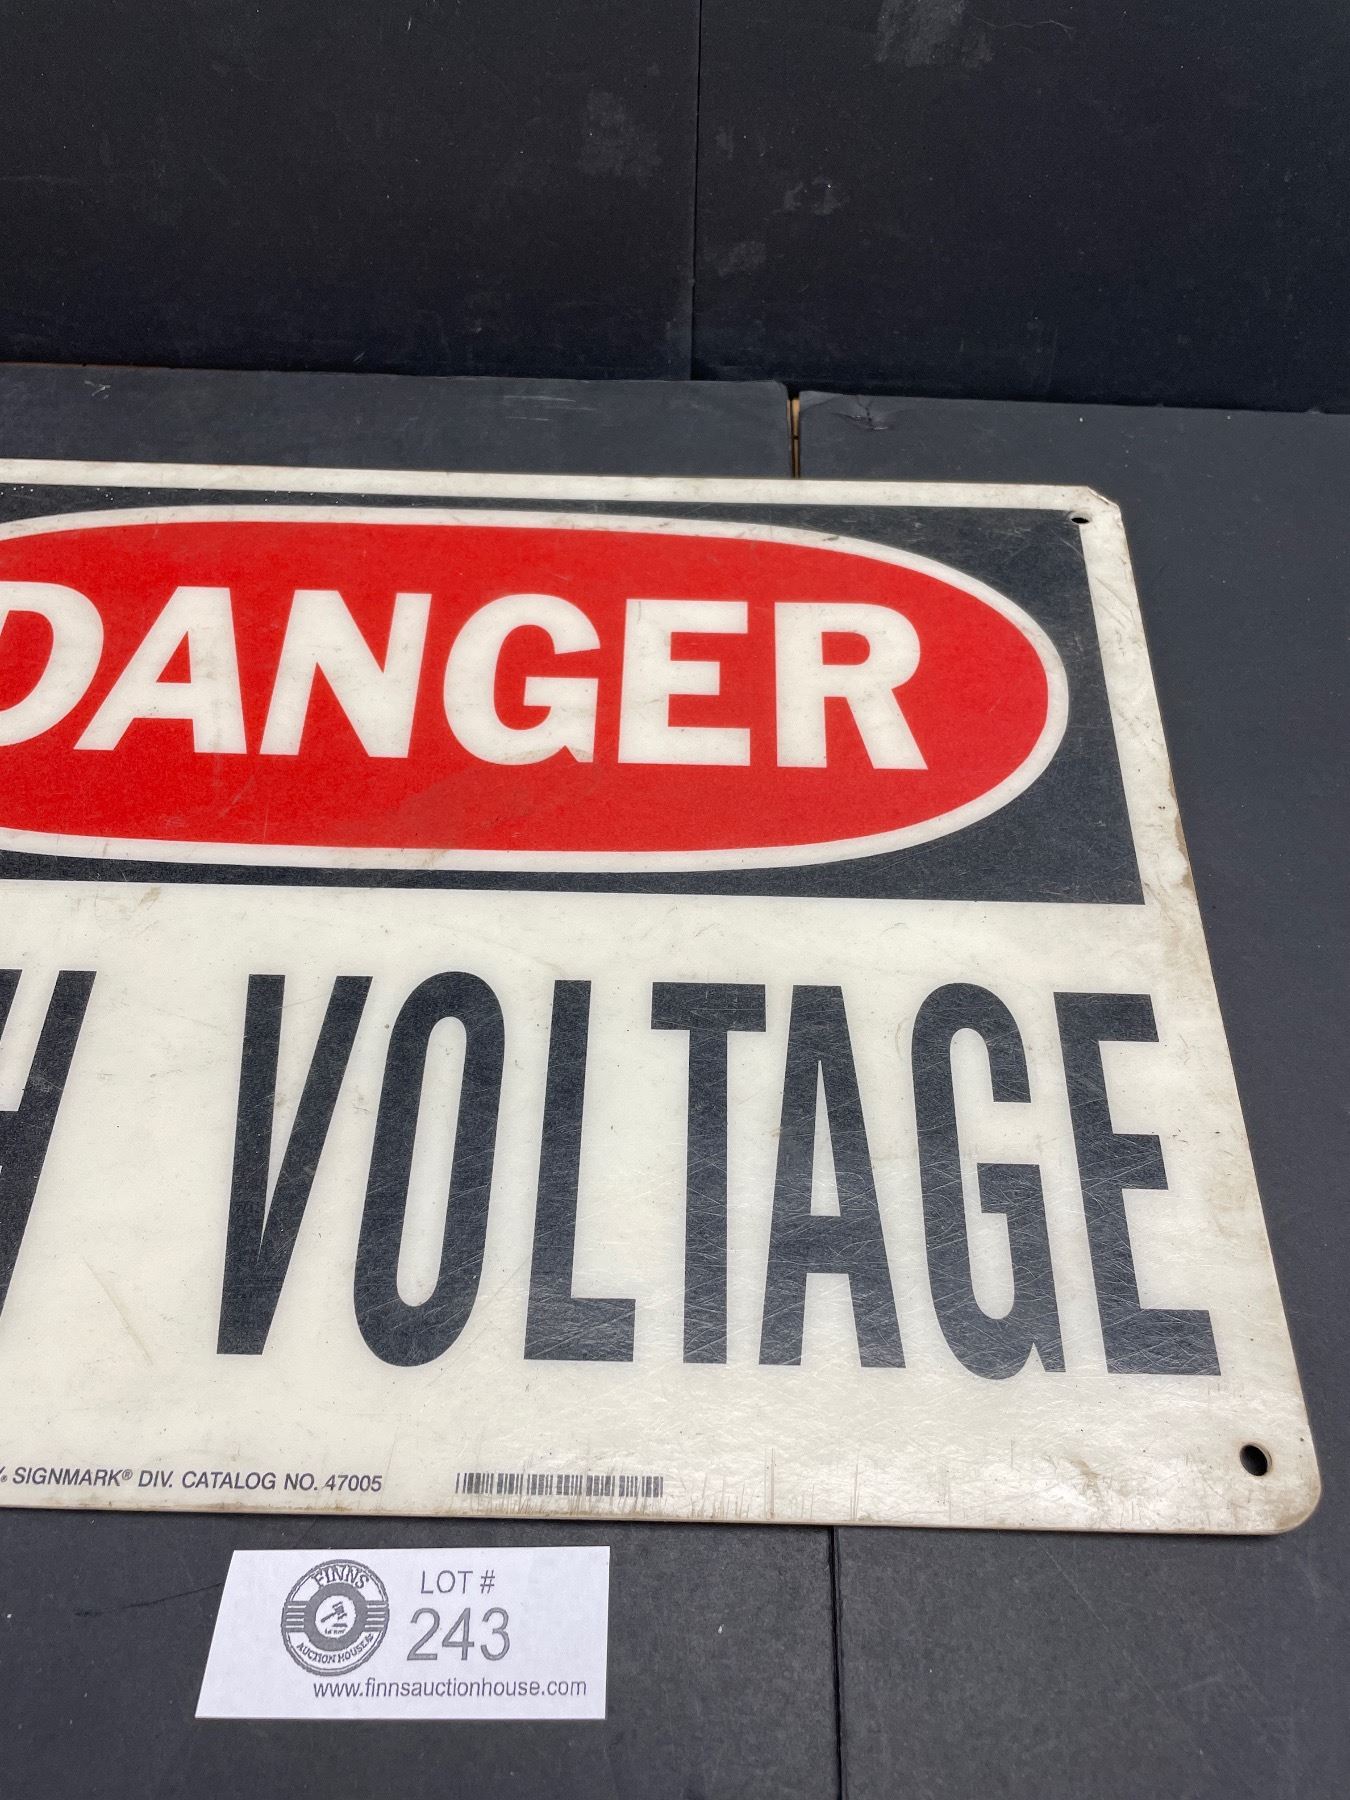 DANGER
H VOLTAGE
Y® SIGNMARK® DIV. CATALOG NO. 47005
FINNS
AUCTION HOUSE
LOT #
243
www.finnsauctionhouse.com